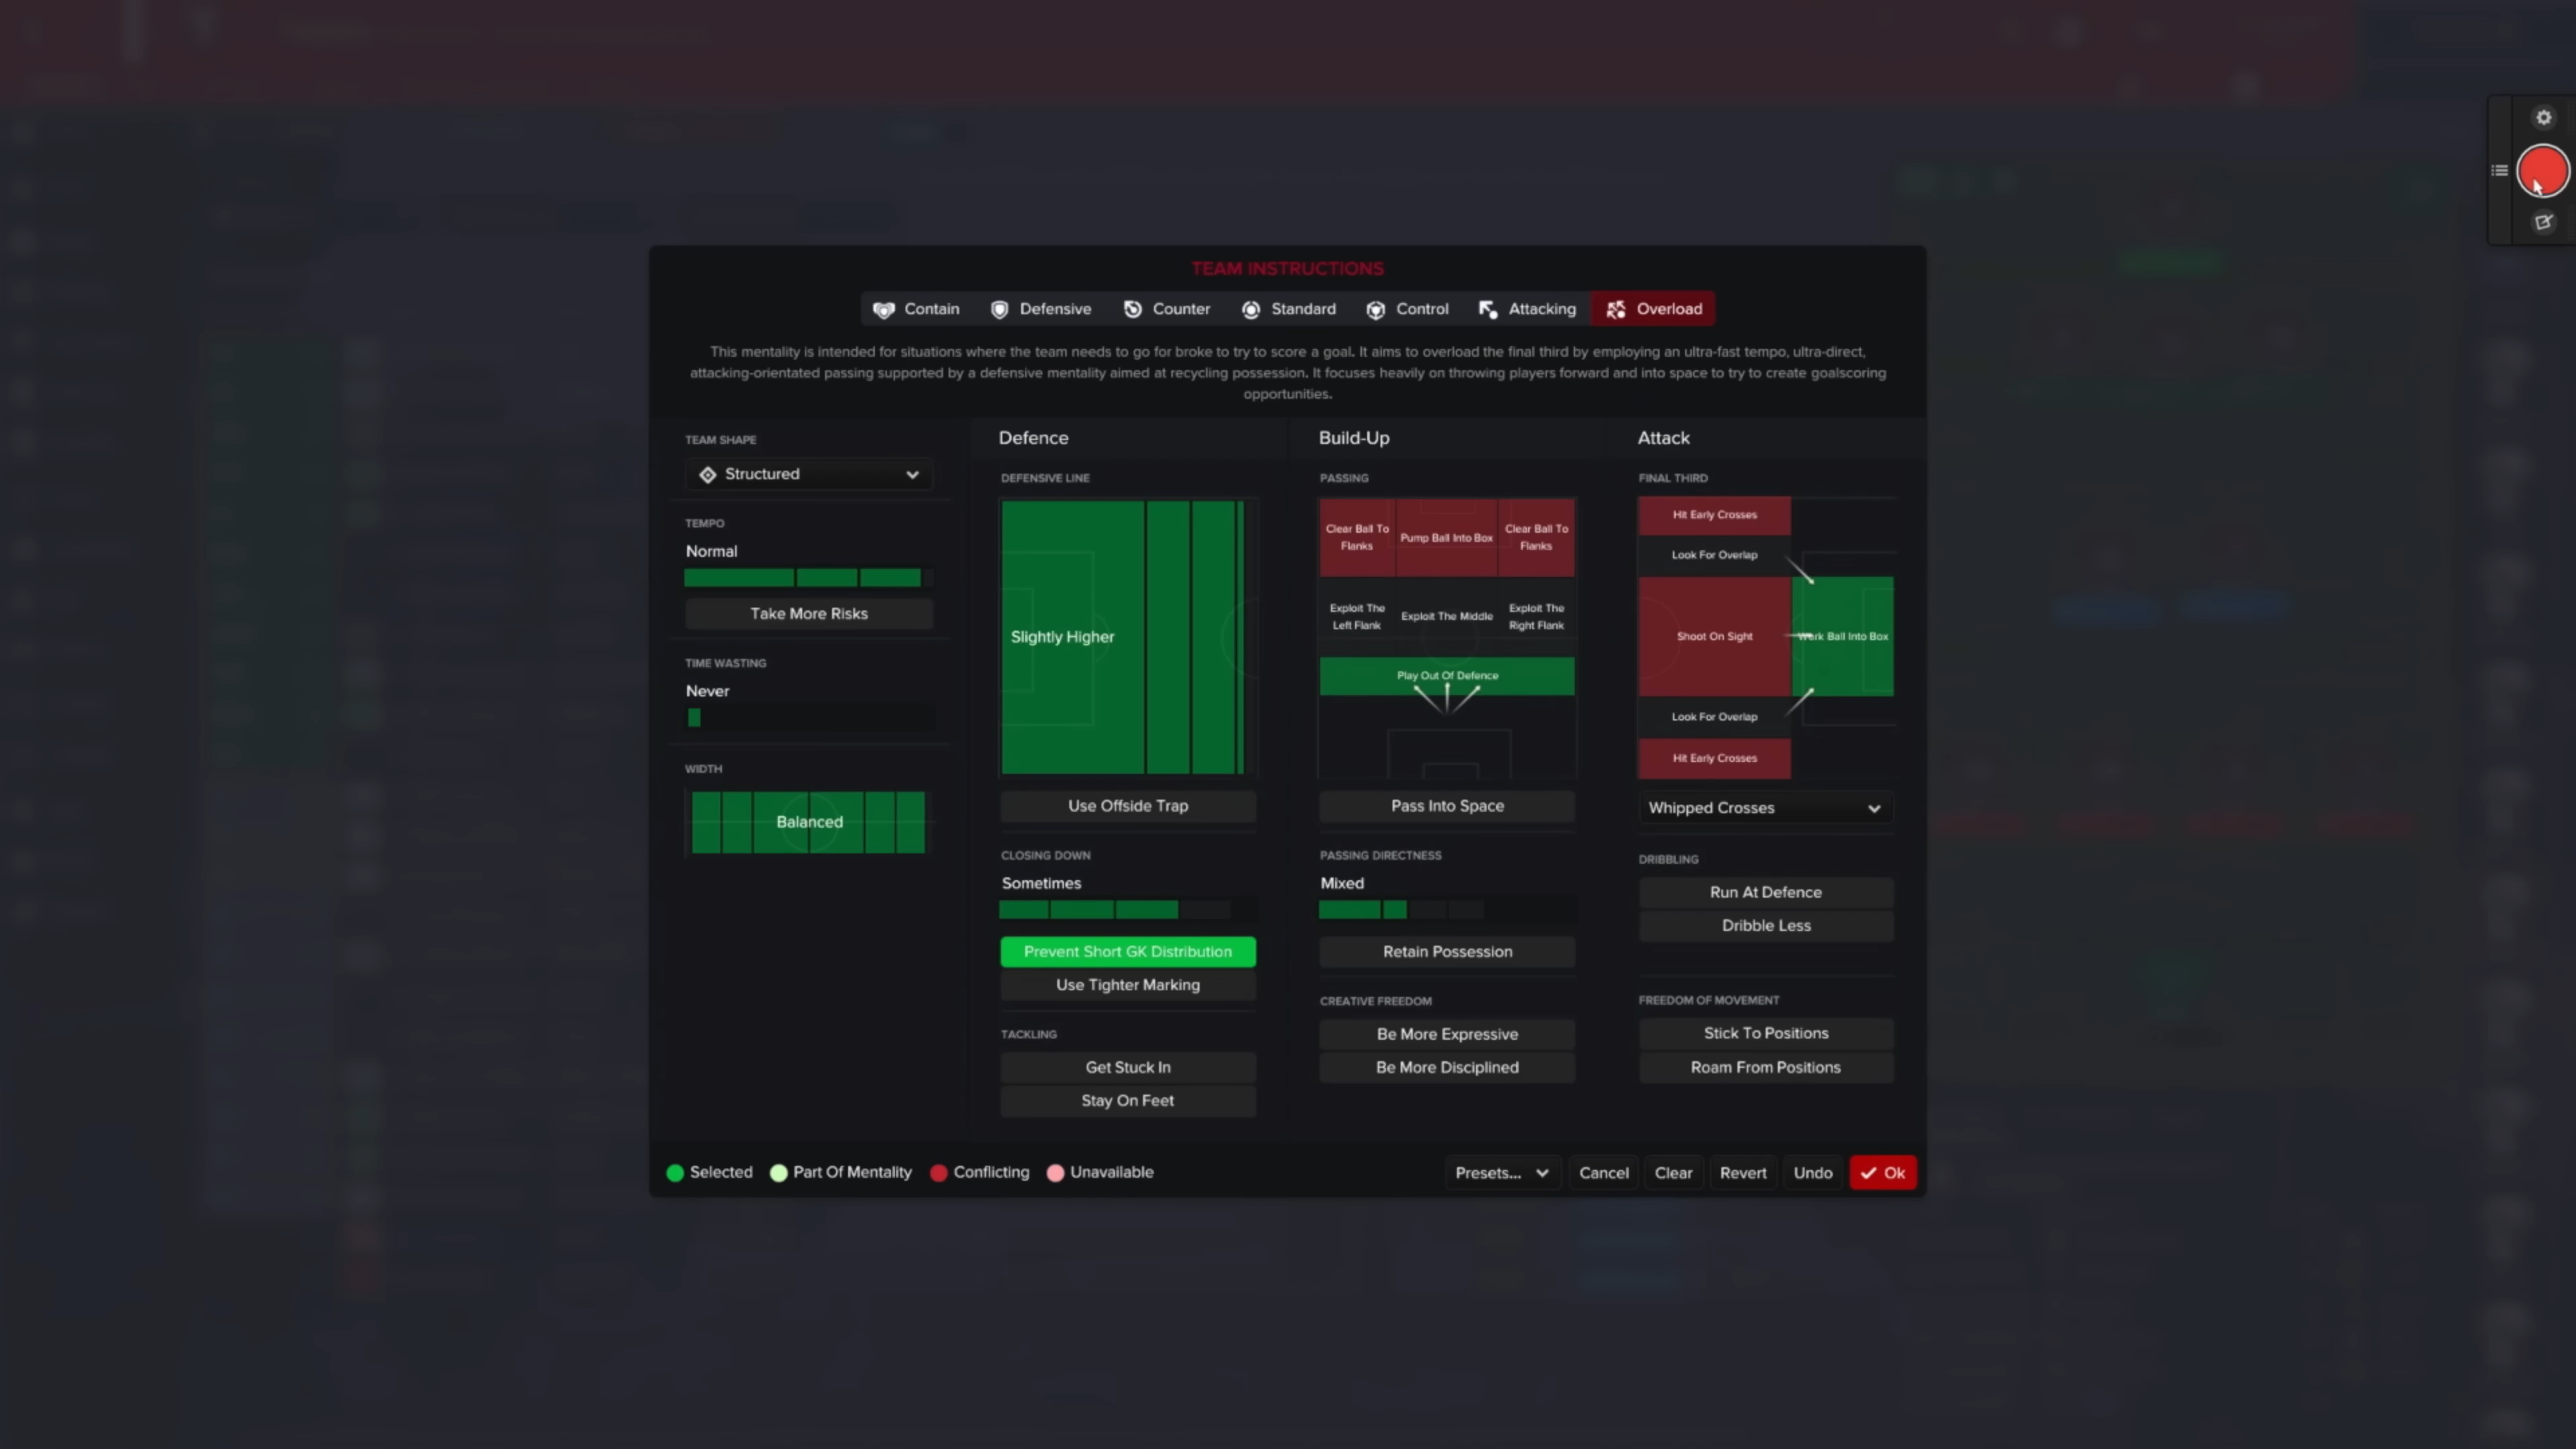 TEAM INSTRUCTIONS
Contain Defensive Counter Standard Control Attacking Overload
This mentality is intended for situations where the team needs to go for broke to try to score a goal. It aims to overload the final third by employing an ultra-fast tempo, ultra-direct,
attacking-orientated passing supported by a defensive mentality aimed at recycling possession. It focuses heavily on throwing players forward and into space to try to create goalscoring
opportunities.
TEAM SHAPE
Structured
TEMPO
Normal
Take More Risks
TIME WASTING
Never
WIDTH
Balanced
Defence
DEFENSIVE LINE
Slightly Higher
Use Offside Trap
CLOSING DOWN
Sometimes
Prevent Short GK Distribution
Use Tighter Marking
TACKLING
Get Stuck In
Stay On Feet
Build-Up
PASSING
Clear Ball To
Flanks
Pump Ball Into Box
Clear Ball To
Flanks
Exploit The
Left Flank
Exploit The Middle
Exploit The
Right Flank
Play Out Of Defence
Pass Into Space
PASSING DIRECTNESS
Mixed
Retain Possession
CREATIVE FREEDOM
Be More Expressive
Be More Disciplined
Attack
FINAL THIRD
Hit Early Crosses
Look For Overlap
Shoot On Sight
Work Ball Into Box
Look For Overlap
Hit Early Crosses
Whipped Crosses
DRIBBLING
Run At Defence
Dribble Less
FREEDOM OF MOVEMENT
Stick To Positions
Roam From Positions
Selected Part Of Mentality Conflicting Unavailable
Presets... Cancel Clear Revert Undo Ok